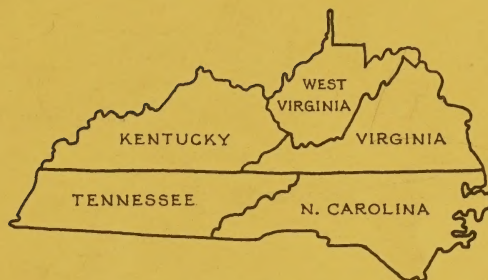 WEST
VIRGINIA
KENTUCKY
VIRGINIA
TENNESSEE
N. CAROLINA